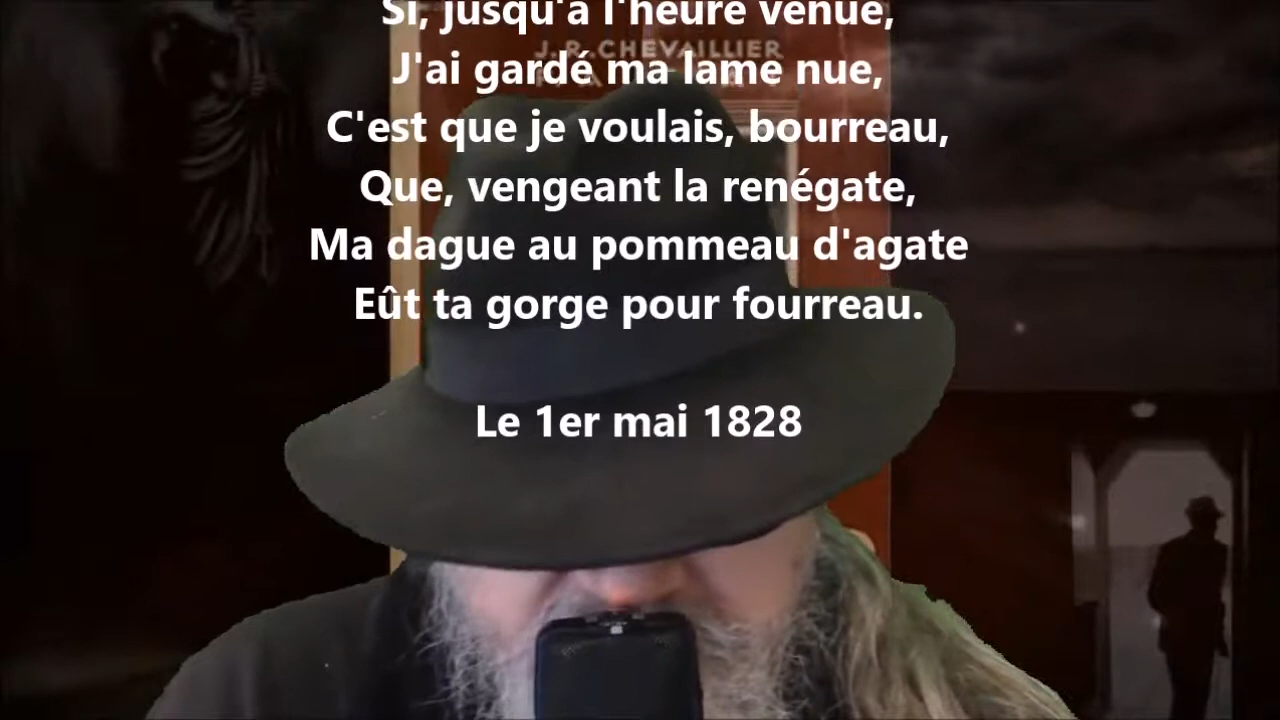 Si, jusqu'à l'heure venue,
J.R.CHEVAILLIER
J'ai gardé ma lame nue,
C'est que je voulais, bourreau,
Que, vengeant la renégate,
Ma dague au pommeau d'agate
Eût ta gorge pour fourreau.
Le 1er mai 1828